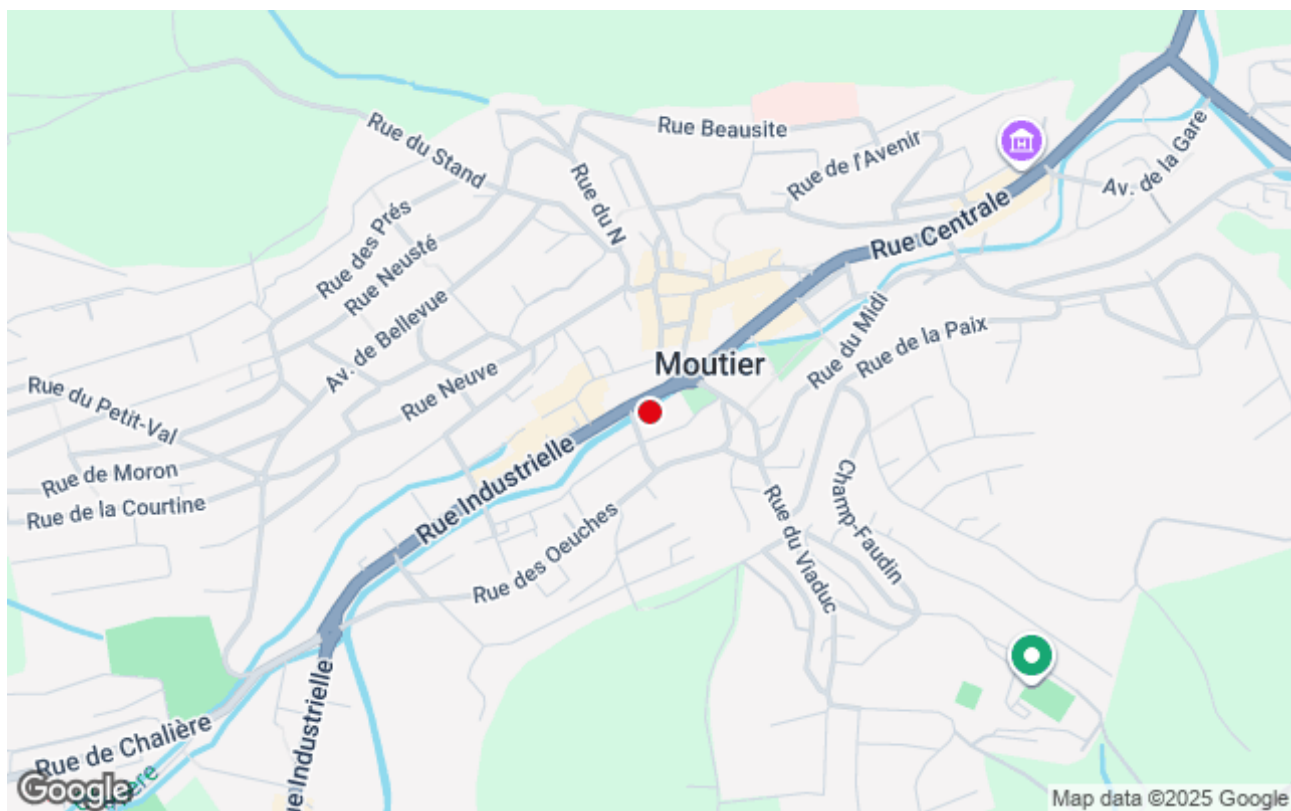 Rue Beausite
Rue du Stand
Rue de l'Avenir
Av. de la Gare
Rue du N
Rue des Prés
Rue Neusté
Rue Centrale
Av. de Bellevue
Rue du Midi
Rue de la Paix
Moutier
Rue Neuve
Rue du Petit-Val
Rue de Moron
Rue de la Courtine
Rue Industrielle
Champ-Faudin
Rue des Oeuches
Rue du Viaduc
Rue de Chalière
ue Industrielle
Google
Map data ©2025 Google